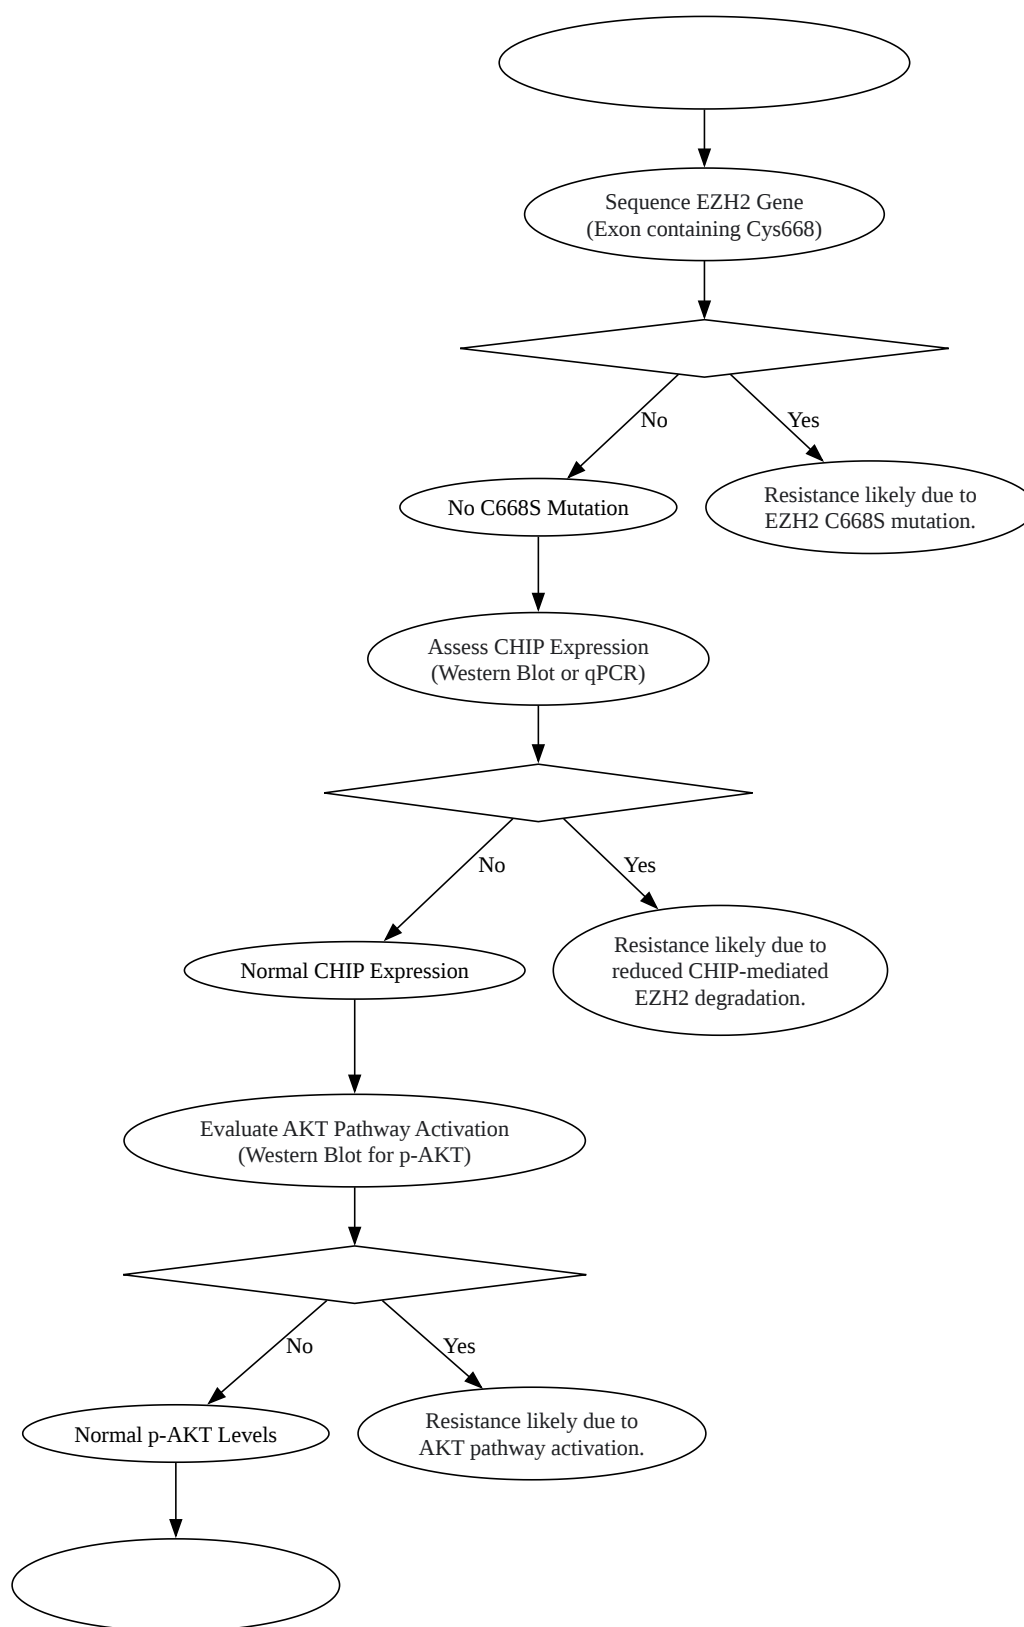 Sequence EZH2 Gene
(Exon containing Cys668)
No
Yes
No C668S Mutation
Resistance likely due to
EZH2 C668S mutation.
Assess CHIP Expression
(Western Blot or qPCR)
No
Yes
Normal CHIP Expression
Resistance likely due to
reduced CHIP-mediated
EZH2 degradation.
Evaluate AKT Pathway Activation
(Western Blot for p-AKT)
No
Yes
Normal p-AKT Levels
Resistance likely due to
AKT pathway activation.